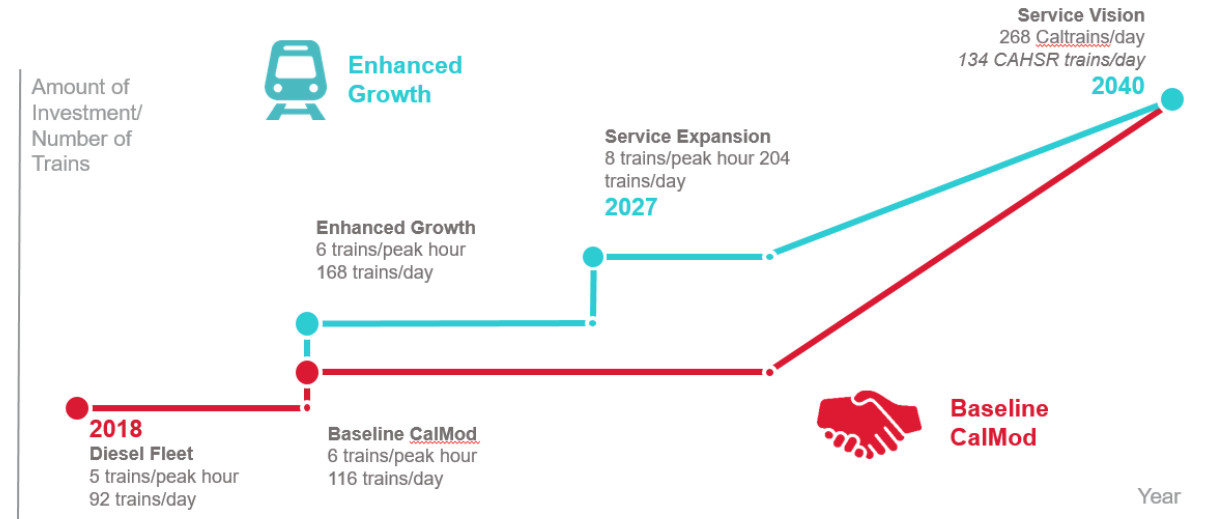 Service Vision
268 Caltrains/day
134 CAHSR trains/day
2040
Enhanced
Growth
Amount of
Investment/
Number of
Trains
Service Expansion
8 trains/peak hour 204
trains/day
2027
Enhanced Growth
6 trains/peak hour
168 trains/day
2018
Diesel Fleet
5 trains/peak hour
92 trains/day
Baseline CalMod
6 trains/peak hour
116 trains/day
Baseline
CalMod
Year